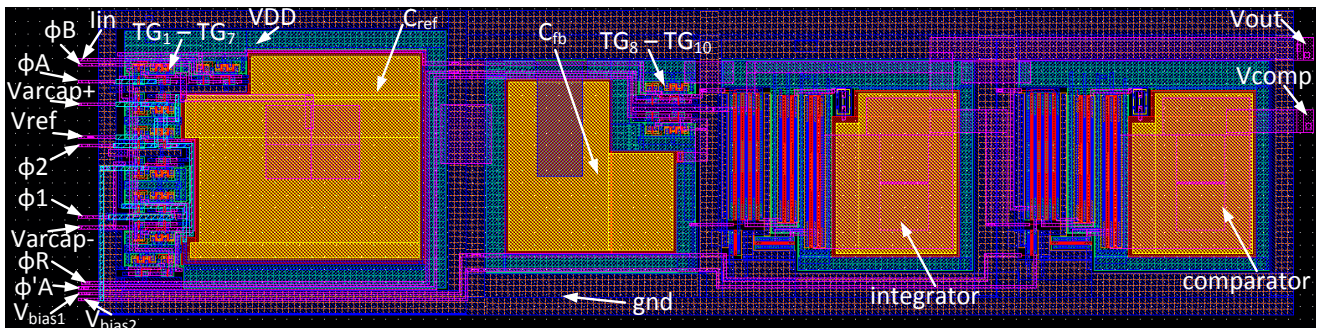 Iin
ϕB
TG1 – TG7
VDD
Cref
Cfb
TG8 – TG10
Vout
ϕA
Varcap+
Vcomp
Vref
ϕ2
ϕ1
Varcap-
ϕR
ϕ'A
Vbias1
Vbias2
gnd
integrator
comparator